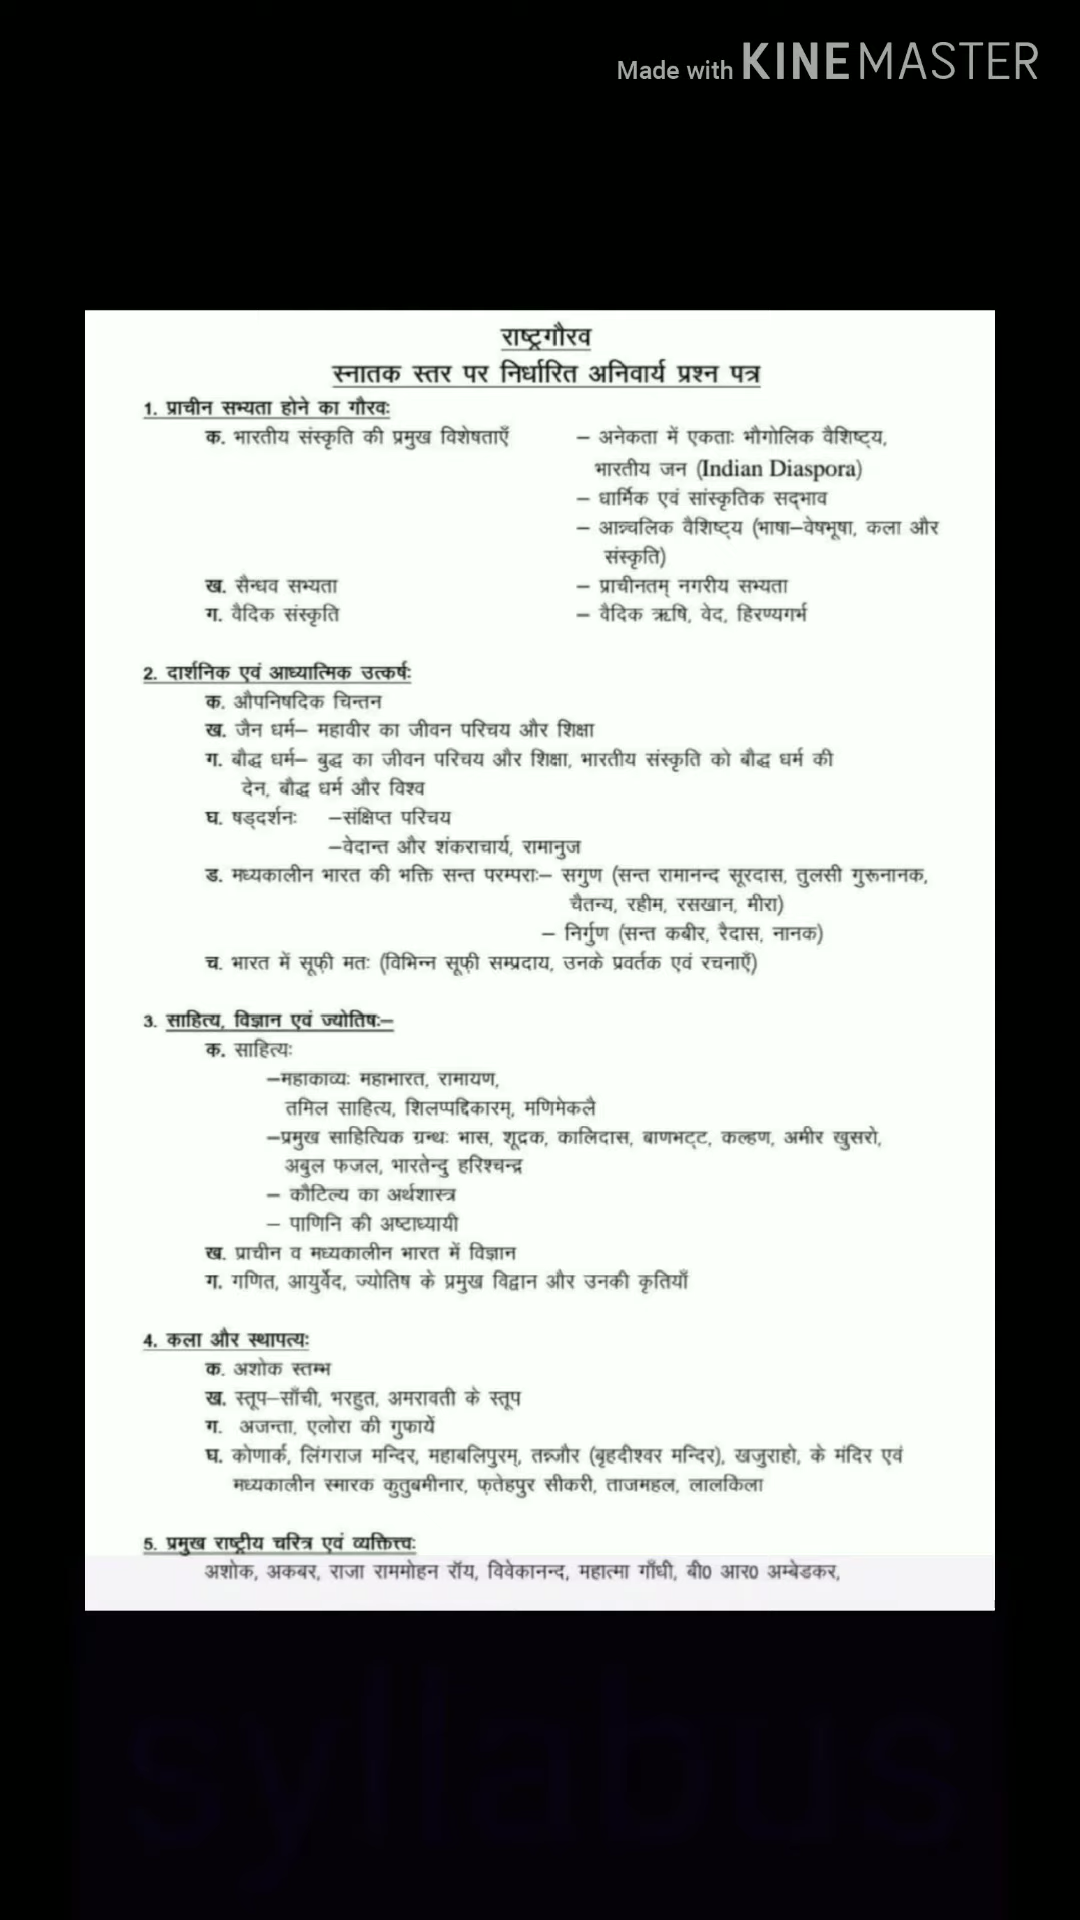 Made with KINEMASTER
राष्ट्रगौरव
स्नातक स्तर पर निर्धारित अनिवार्य प्रश्न पत्र
1. प्राचीन सभ्यता होने का गौरवः
क. भारतीय संस्कृति की प्रमुख विशेषताएँ – अनेकता में एकताः भौगोलिक वैशिष्ट्य,
भारतीय जन (Indian Diaspora)
– धार्मिक एवं सांस्कृतिक सद्भाव
– आन्चलिक वैशिष्ट्य (भाषा–वेषभूषा, कला और
संस्कृति)
ख. सैन्धव सभ्यता – प्राचीनतम् नगरीय सभ्यता
ग. वैदिक संस्कृति – वैदिक ऋषि, वेद, हिरण्यगर्भ
2. दार्शनिक एवं आध्यात्मिक उत्कर्षः
क. औपनिषदिक चिन्तन
ख. जैन धर्म– महावीर का जीवन परिचय और शिक्षा
ग. बौद्ध धर्म– बुद्ध का जीवन परिचय और शिक्षा, भारतीय संस्कृति को बौद्ध धर्म की
देन, बौद्ध धर्म और विश्व
घ. षड्दर्शनः –संक्षिप्त परिचय
–वेदान्त और शंकराचार्य, रामानुज
ड. मध्यकालीन भारत की भक्ति सन्त परम्पराः– सगुण (सन्त रामानन्द सूरदास, तुलसी गुरूनानक,
चैतन्य, रहीम, रसखान, मीरा)
– निर्गुण (सन्त कबीर, रैदास, नानक)
च. भारत में सूफ़ी मतः (विभिन्न सूफ़ी सम्प्रदाय, उनके प्रवर्तक एवं रचनाएँ)
3. साहित्य, विज्ञान एवं ज्योतिषः–
क. साहित्यः
–महाकाव्यः महाभारत, रामायण,
तमिल साहित्य, शिलप्पद्दिकारम्, मणिमेकलै
–प्रमुख साहित्यिक ग्रन्थः भास, शूद्रक, कालिदास, बाणभट्ट, कल्हण, अमीर खुसरो,
अबुल फजल, भारतेन्दु हरिश्चन्द्र
– कौटिल्य का अर्थशास्त्र
– पाणिनि की अष्टाध्यायी
ख. प्राचीन व मध्यकालीन भारत में विज्ञान
ग. गणित, आयुर्वेद, ज्योतिष के प्रमुख विद्वान और उनकी कृतियाँ
4. कला और स्थापत्यः
क. अशोक स्तम्भ
ख. स्तूप–साँची, भरहुत, अमरावती के स्तूप
ग. अजन्ता, एलोरा की गुफायें
घ. कोणार्क, लिंगराज मन्दिर, महाबलिपुरम्, तन्जौर (बृहदीश्वर मन्दिर), खजुराहो, के मंदिर एवं
मध्यकालीन स्मारक कुतुबमीनार, फ़तेहपुर सीकरी, ताजमहल, लालकिला
5. प्रमुख राष्ट्रीय चरित्र एवं व्यक्तित्त्वः
अशोक, अकबर, राजा राममोहन रॉय, विवेकानन्द, महात्मा गाँधी, बी0 आर0 अम्बेडकर,
syllabus